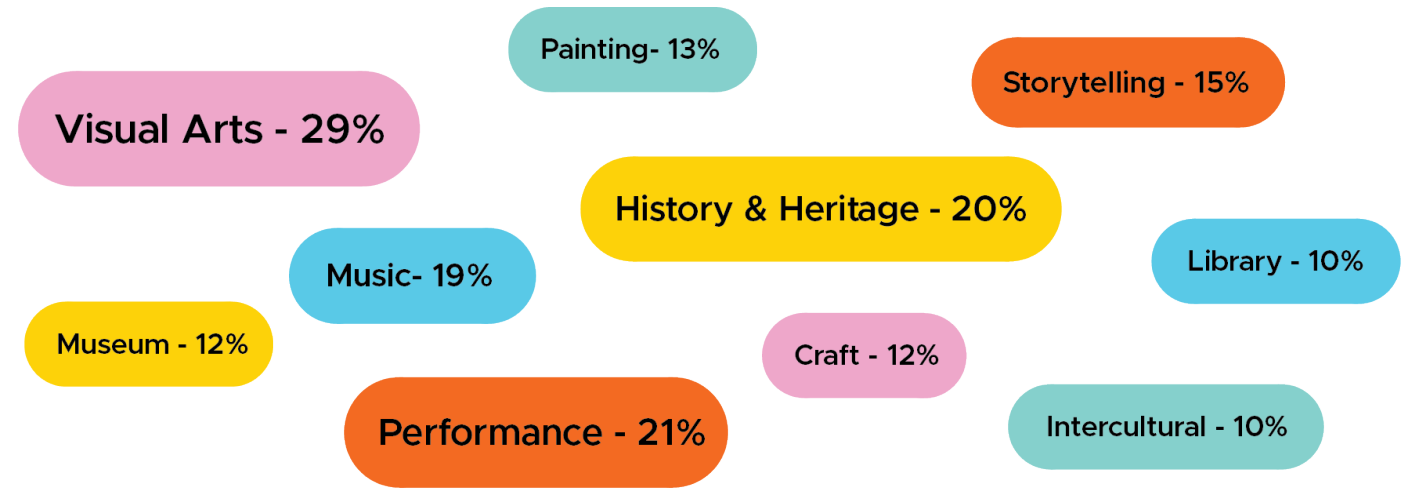 Painting- 13%
Storytelling - 15%
Visual Arts - 29%
History & Heritage - 20%
Library - 10%
Music- 19%
Museum - 12%
Craft - 12%
Performance - 21%
Intercultural - 10%